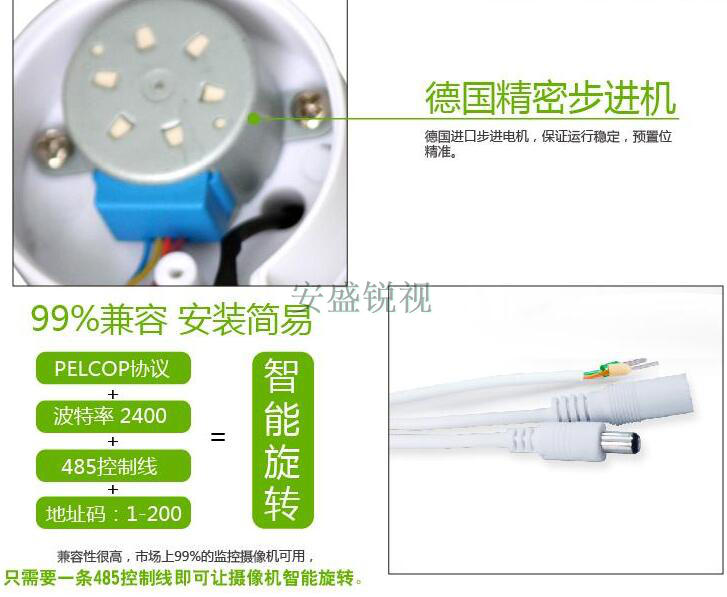 德国精密步进机
德国进口步进电机，保证运行稳定，预置位
精准。
安盛锐视
99%兼容 安装简易
PELCOP协议
+
波特率 2400
+
485控制线
+
地址码：1-200
=
智能旋转
兼容性很高，市场上99%的监控摄像机可用，
只需要一条485控制线即可让摄像机智能旋转。